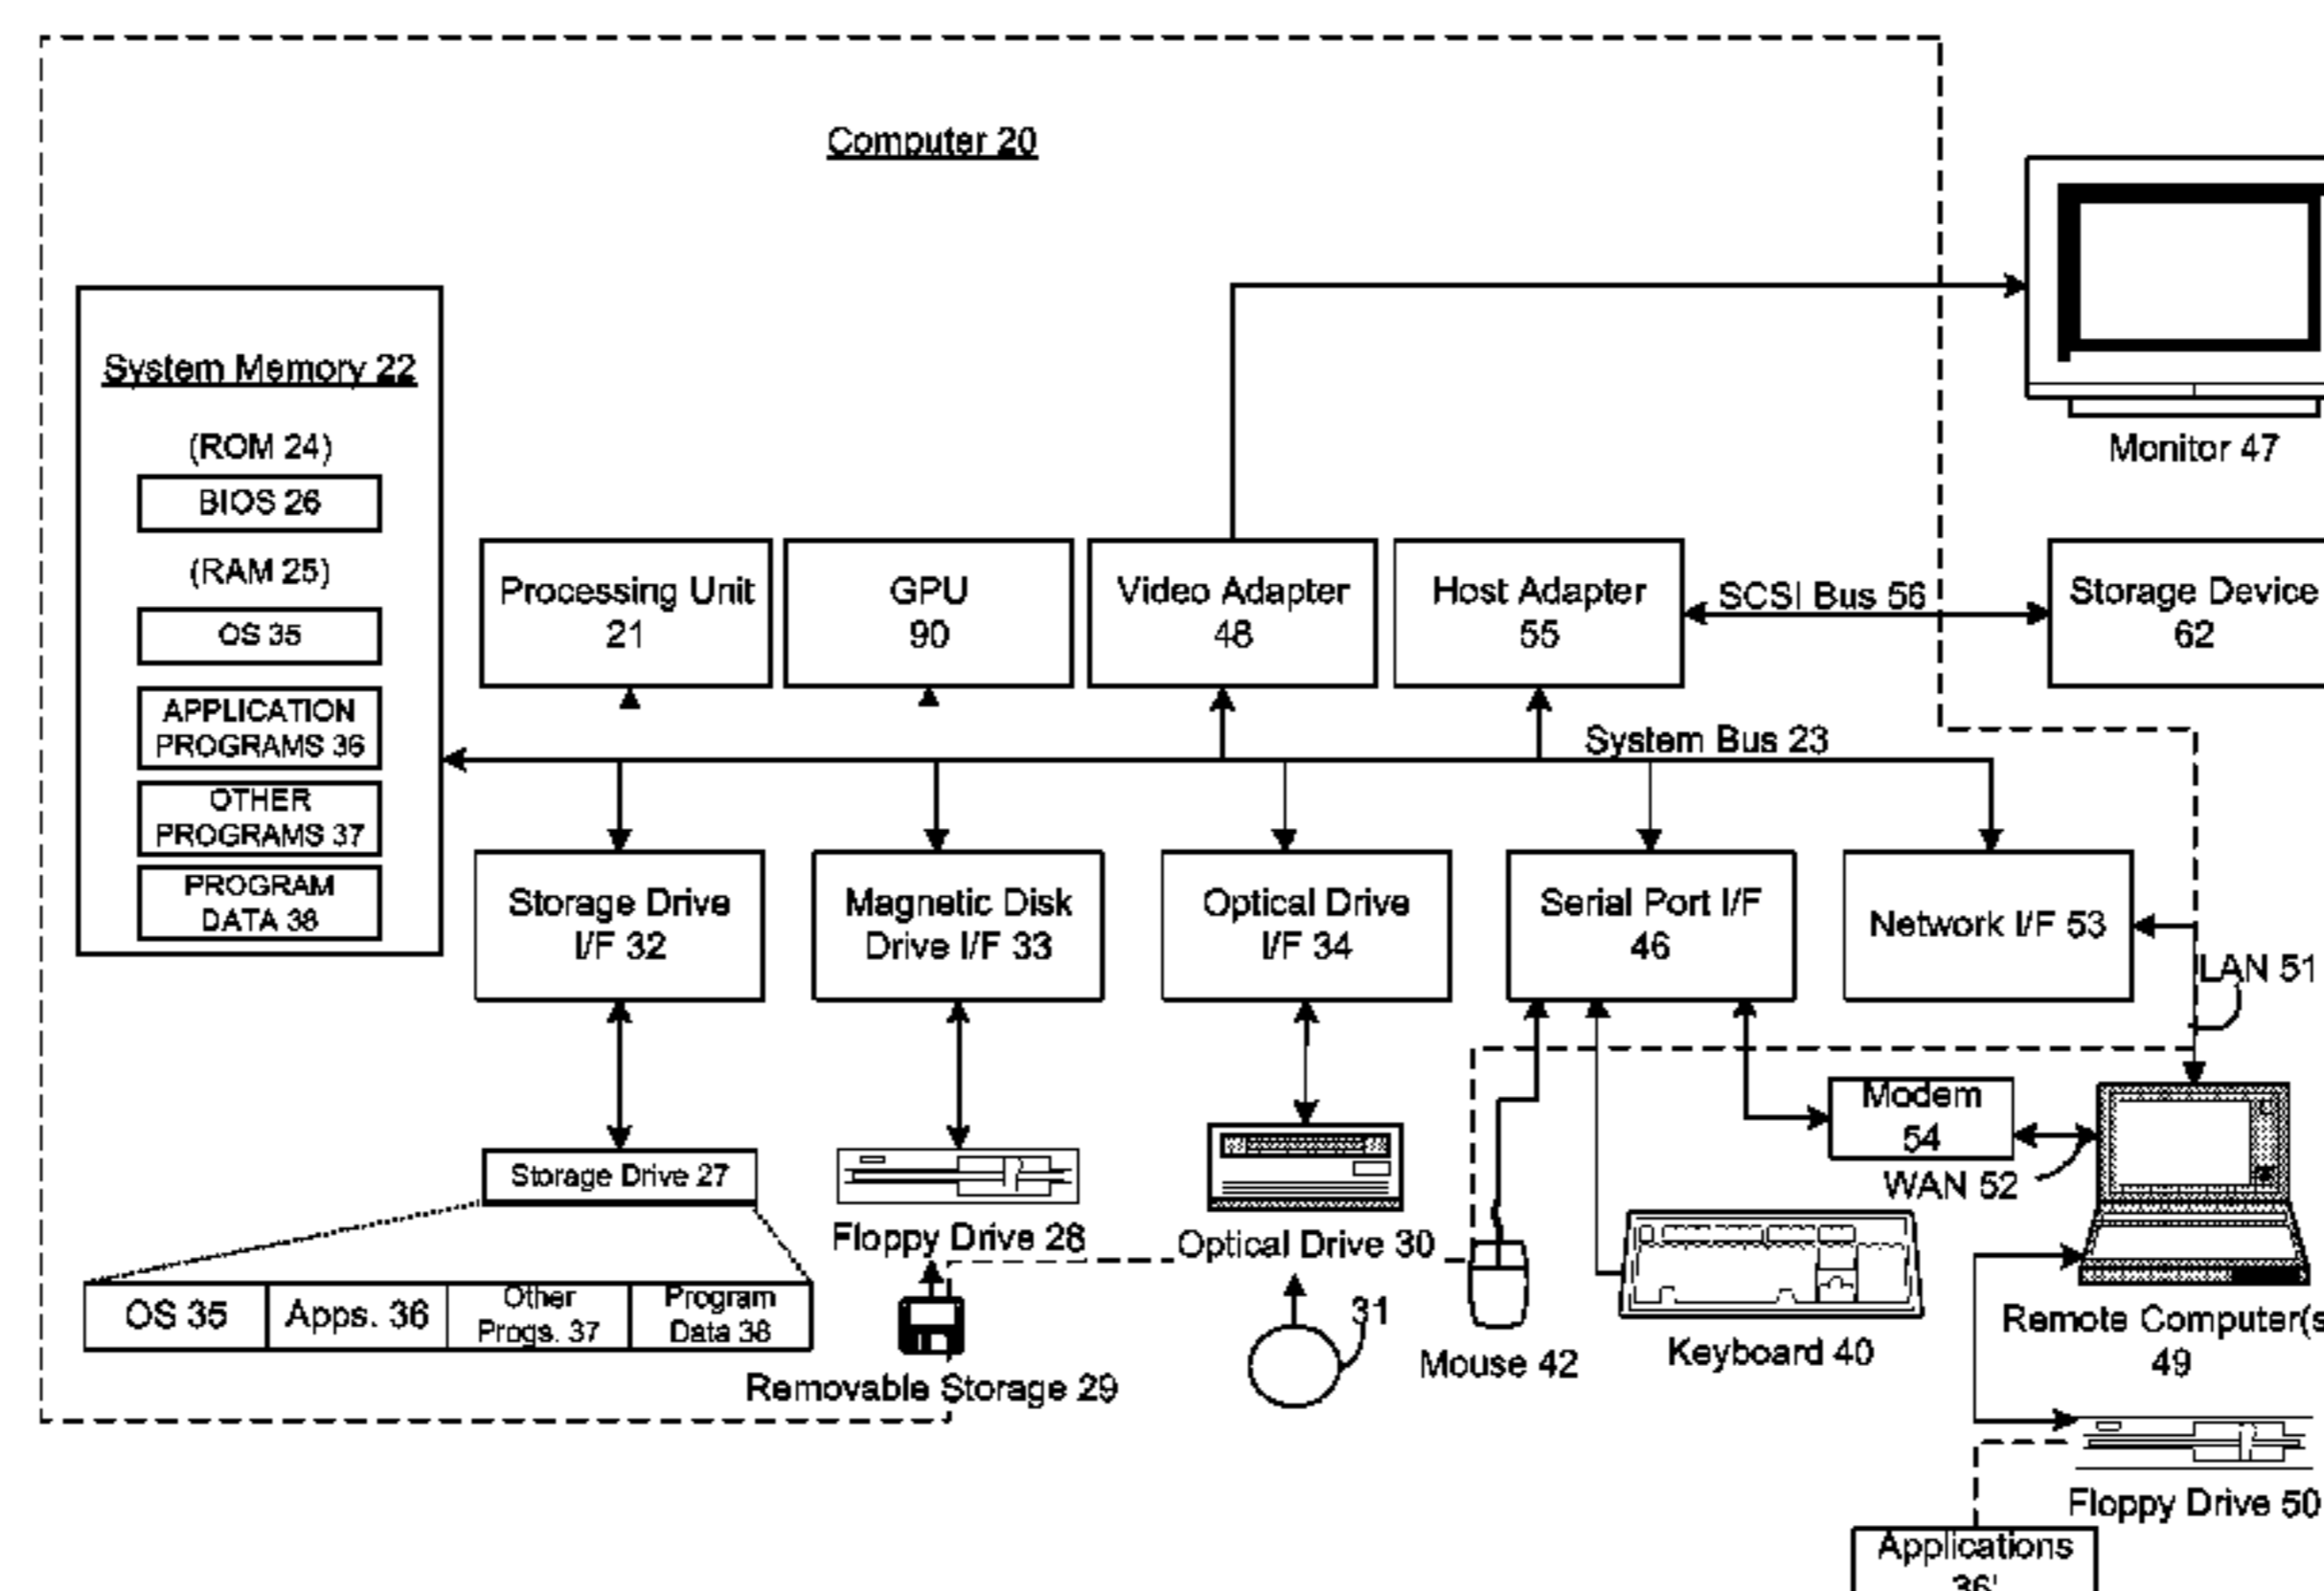 Computer 20
System Memory 22
(ROM 24)
BIOS 26
(RAM 25)
OS 35
APPLICATION
PROGRAMS 36
OTHER
PROGRAMS 37
PROGRAM
DATA 38
Monitor 47
Processing Unit
21
GPU
90
Video Adapter
48
Host Adapter
55
SCSI Bus 56
Storage Device
62
System Bus 23
Storage Drive
I/F 32
Magnetic Disk
Drive I/F 33
Optical Drive
I/F 34
Serial Port I/F
46
Network I/F 53
LAN 51
Modem
54
WAN 52
Storage Drive 27
Floppy Drive 28
Optical Drive 30
OS 35
Apps. 36
Other
Progs. 37
Program
Data 38
Removable Storage 29
31
Mouse 42
Keyboard 40
Remote Computer(s
49
Floppy Drive 50
Applications
36'